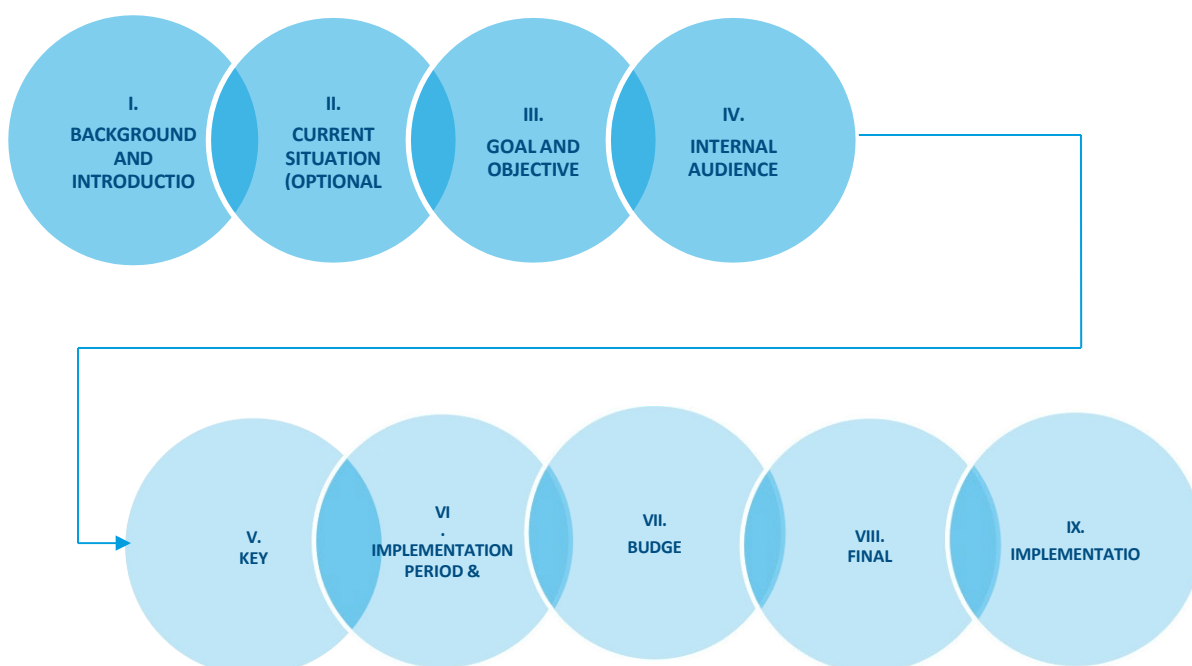 I.
BACKGROUND
AND
INTRODUCTIO
II.
CURRENT
SITUATION
(OPTIONAL
III.
GOAL AND
OBJECTIVE
IV.
INTERNAL
AUDIENCE
V.
KEY
VI
.
IMPLEMENTATION
PERIOD &
VII.
BUDGE
VIII.
FINAL
IX.
IMPLEMENTATIO